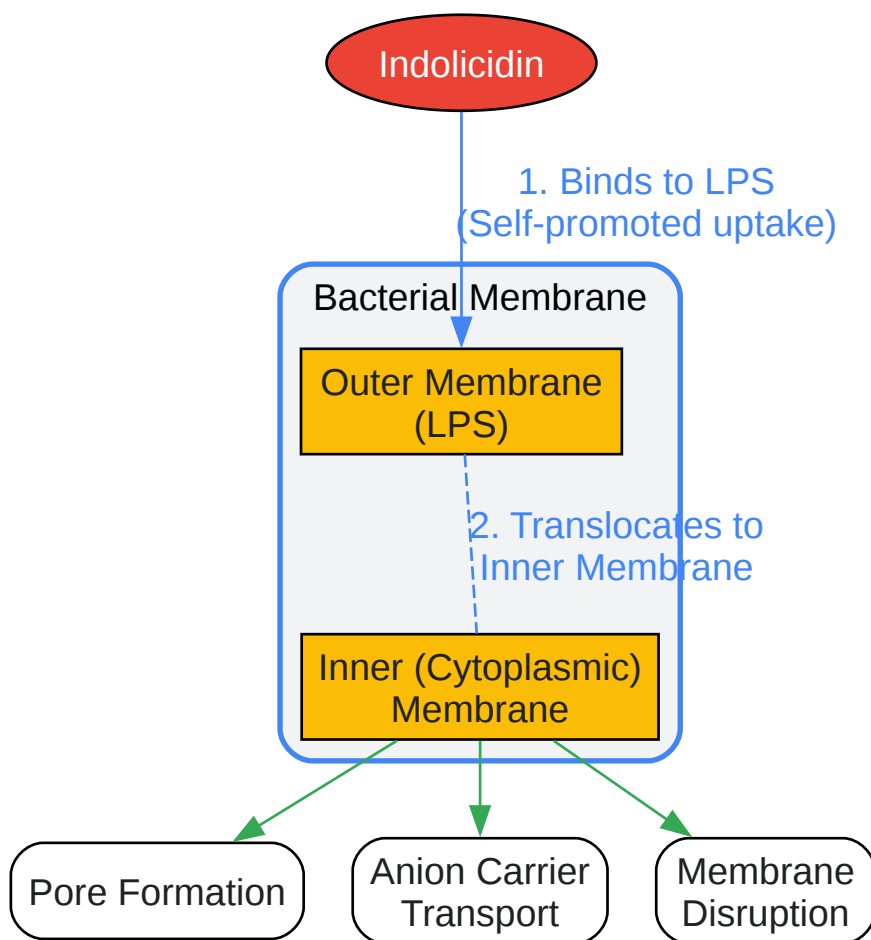 Indolicidin
1. Binds to LPS
(Self-promoted uptake)
Bacterial Membrane
Outer Membrane
(LPS)
2. Translocates to
Inner Membrane
Inner (Cytoplasmic)
Membrane
Pore Formation
Anion Carrier
Transport
Membrane
Disruption